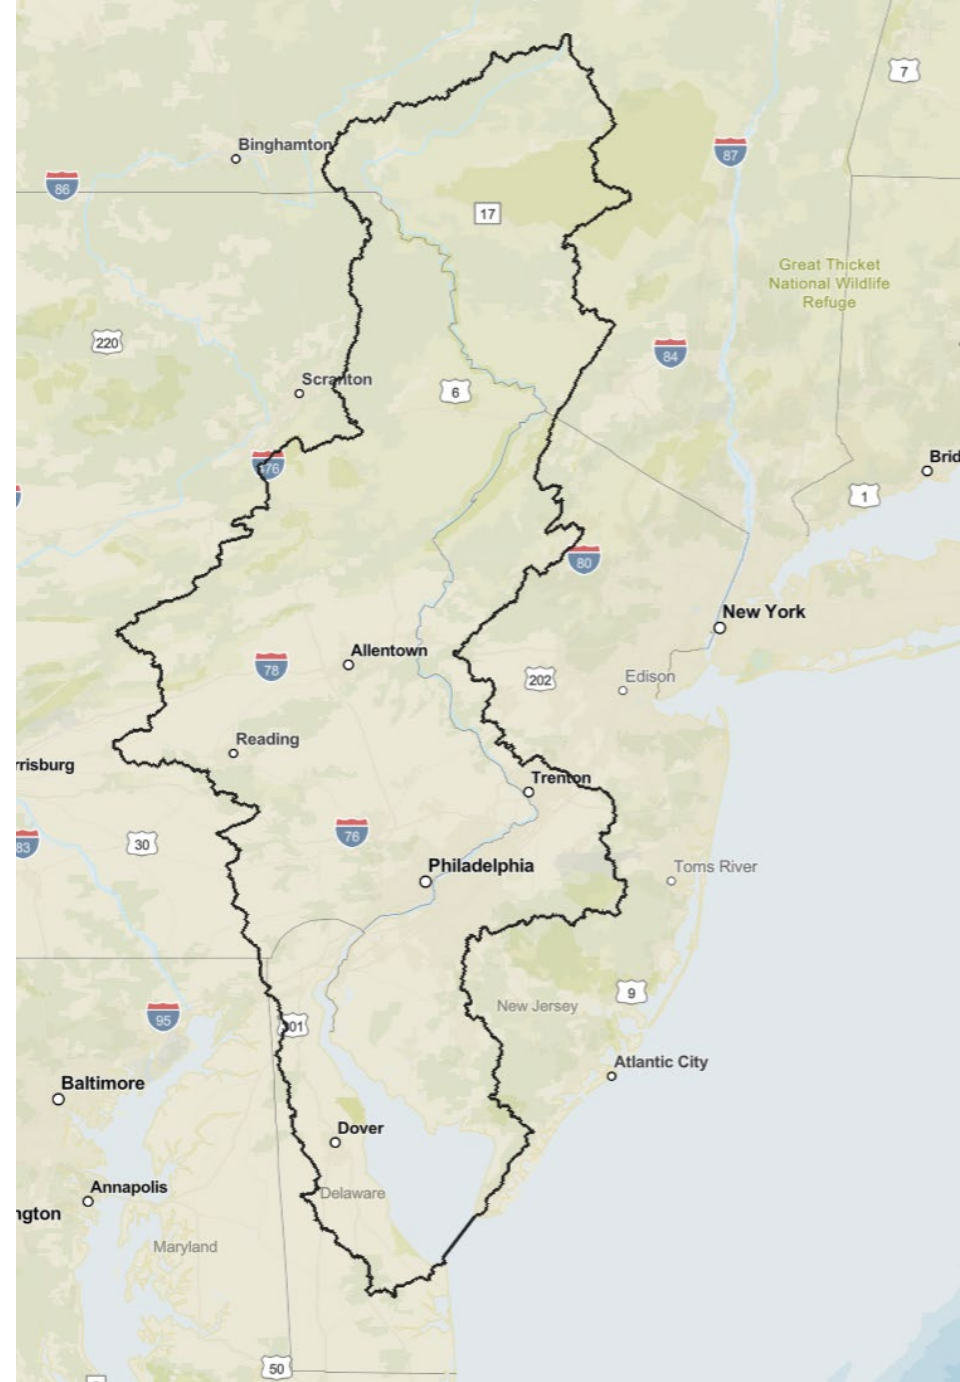 7
Binghamton
87
86
17
Great Thicket
National Wildlife
Refuge
220
84
Scranton
6
Brid
176
1
80
New York
Allentown
78
202
Edison
Reading
rrisburg
Trenton
76
83
30
Philadelphia
Toms River
9
New Jersey
95
301
Atlantic City
Baltimore
Dover
Annapolis
Delaware
ngton
Maryland
50